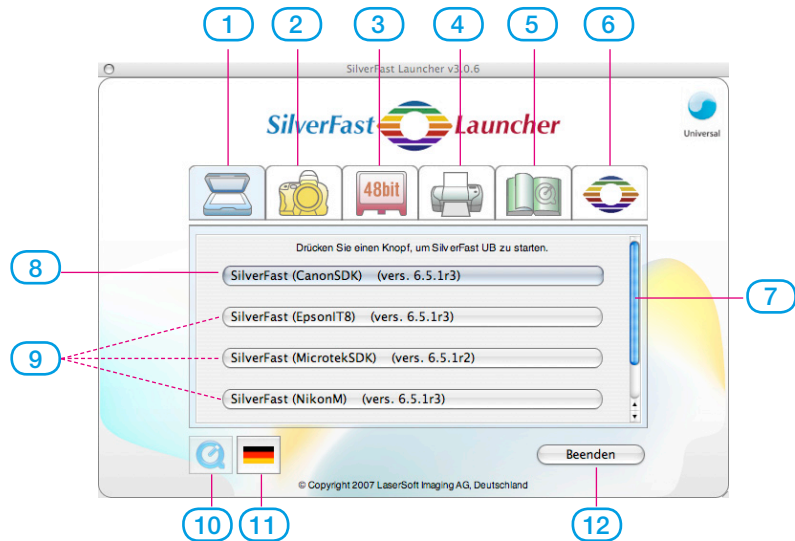 1 2 3 4 5 6
SilverFast Launcher v3.0.6
SilverFast Launcher
Universal
48bit
Drücken Sie einen Knopf, um SilverFast UB zu starten.
8
SilverFast (CanonSDK) (vers. 6.5.1r3)
7
SilverFast (EpsonIT8) (vers. 6.5.1r3)
9
SilverFast (MicrotekSDK) (vers. 6.5.1r2)
SilverFast (NikonM) (vers. 6.5.1r3)
Beenden
© Copyright 2007 LaserSoft Imaging AG, Deutschland
10 11 12